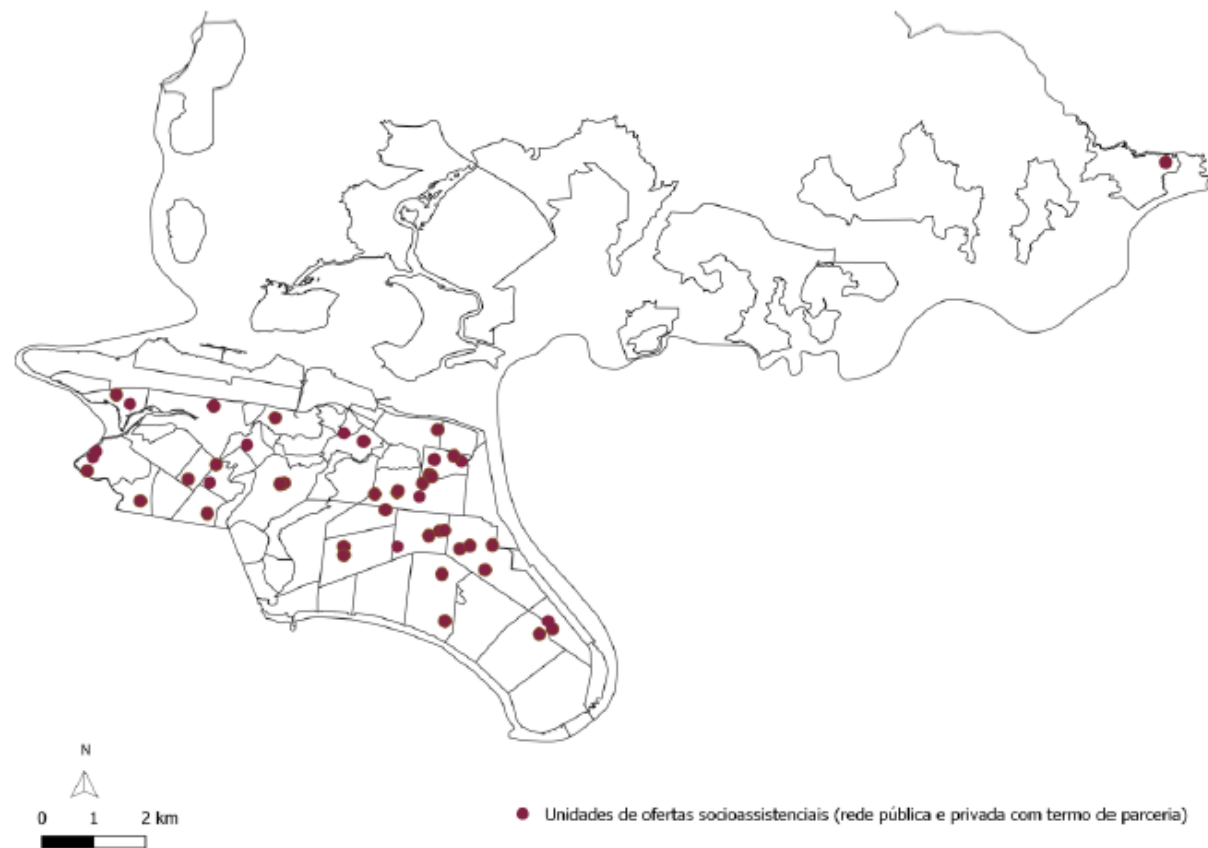 N
0 1 2 km
Unidades de ofertas socioassistenciais (rede pública e privada com termo de parceria)